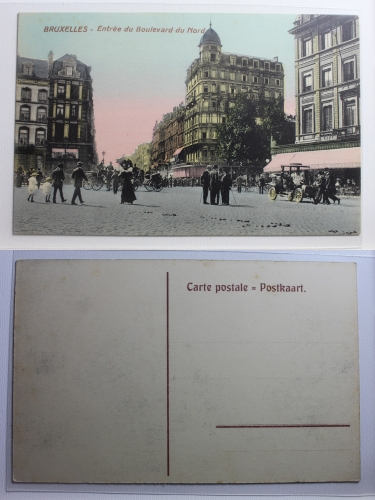 BRUXELLES - Entrée du Boulevard du Nord
Carte postale = Postkaart.